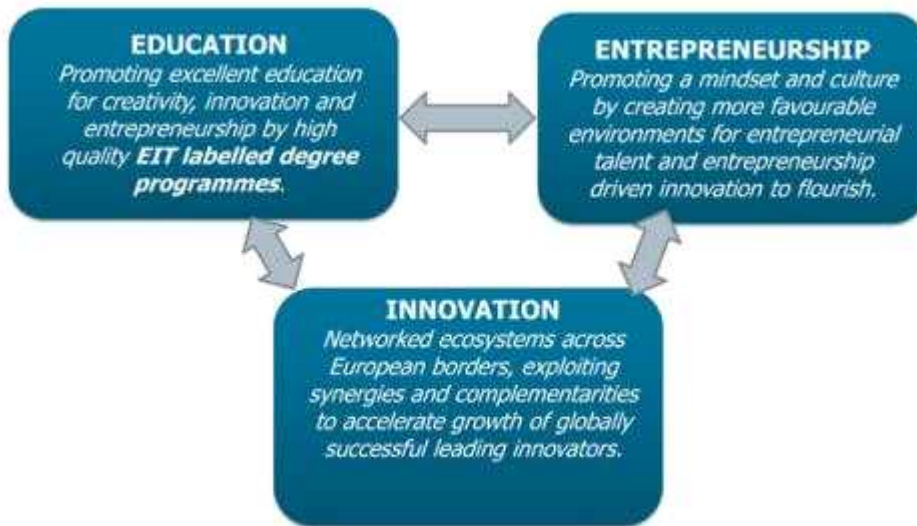 EDUCATION
Promoting excellent education
for creativity, innovation and
entrepreneurship by high
quality EIT labelled degree
programmes.
ENTREPRENEURSHIP
Promoting a mindset and culture
by creating more favourable
environments for entrepreneurial
talent and entrepreneurship
driven innovation to flourish.
INNOVATION
Networked ecosystems across
European borders, exploiting
synergies and complementarities
to accelerate growth of globally
successful leading innovators.